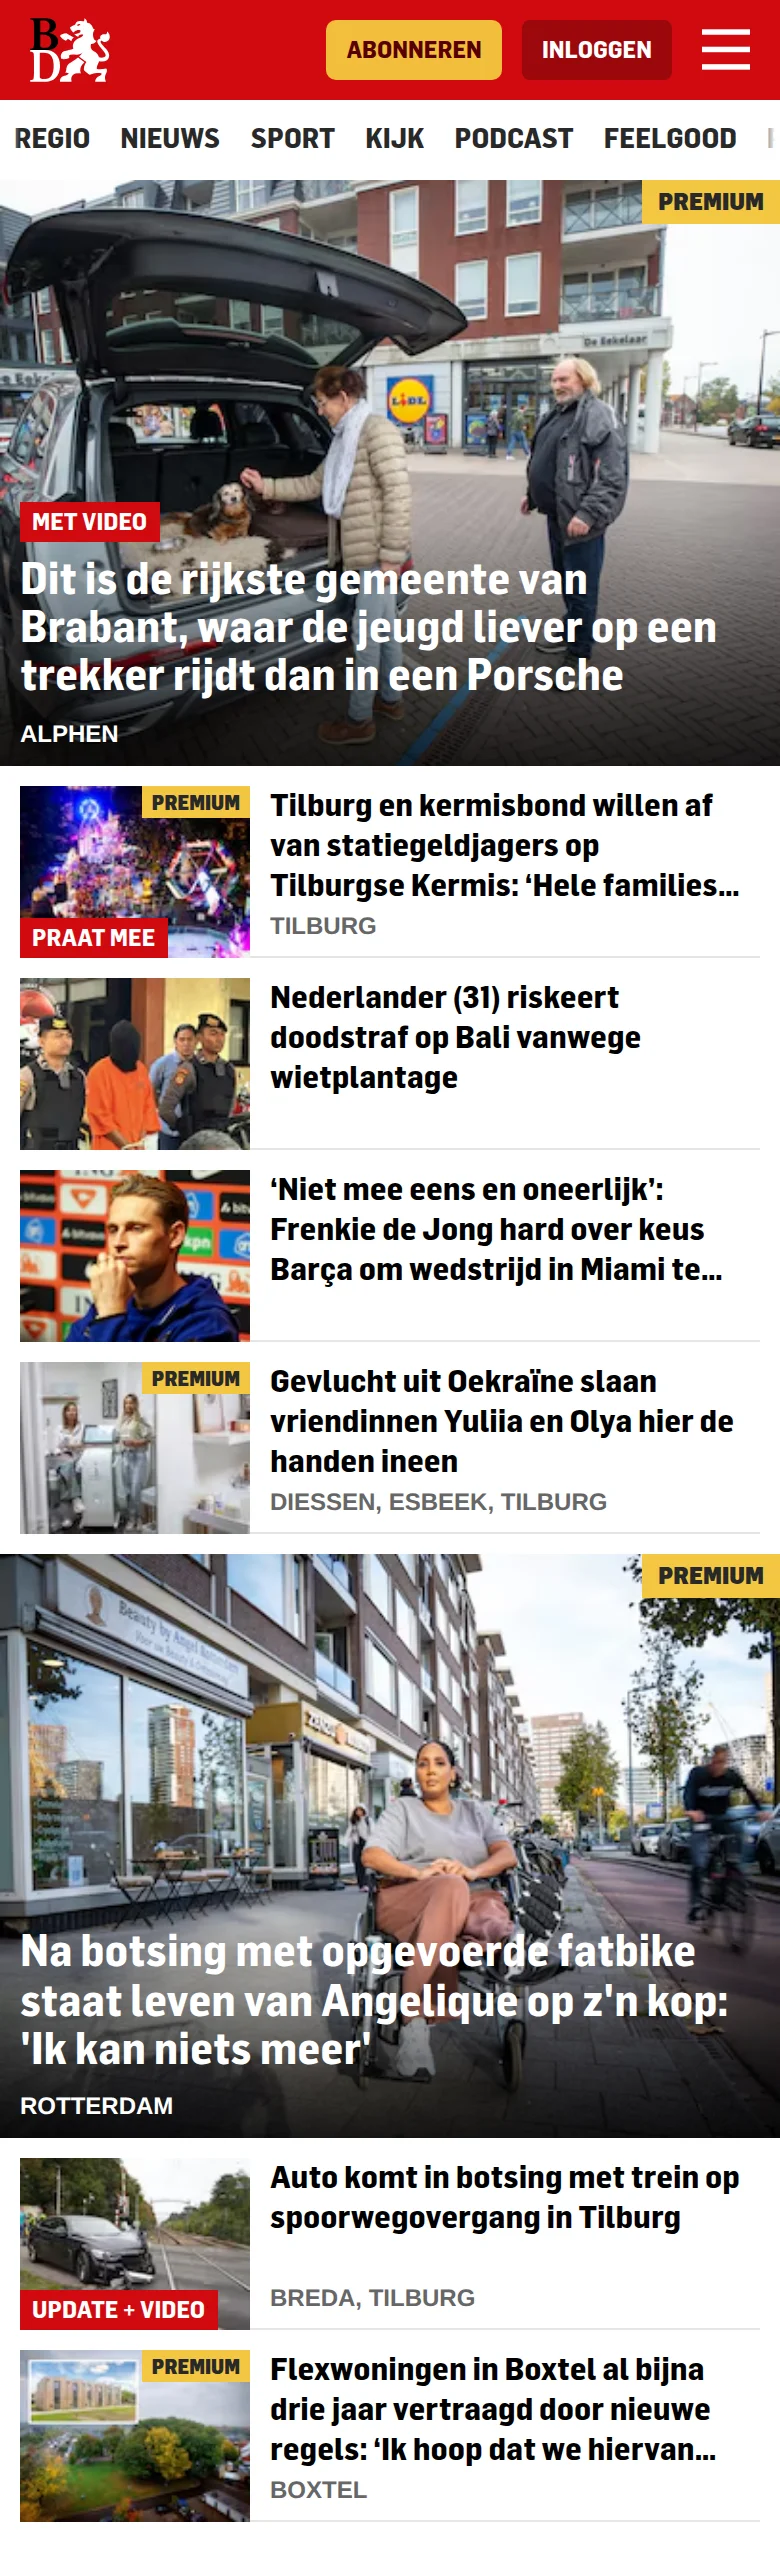 BD
ABONNEREN
INLOGGEN
REGIO NIEUWS SPORT KIJK PODCAST FEELGOOD
PREMIUM
De Eekelaar
LIDL
MET VIDEO
Dit is de rijkste gemeente van
Brabant, waar de jeugd liever op een
trekker rijdt dan in een Porsche
ALPHEN
PREMIUM
PRAAT MEE
Tilburg en kermisbond willen af
van statiegeldjagers op
Tilburgse Kermis: ‘Hele families...
TILBURG
Nederlander (31) riskeert
doodstraf op Bali vanwege
wietplantage
kpn
‘Niet mee eens en oneerlijk’:
Frenkie de Jong hard over keus
Barça om wedstrijd in Miami te...
PREMIUM
Gevlucht uit Oekraïne slaan
vriendinnen Yuliia en Olya hier de
handen ineen
DIESSEN, ESBEEK, TILBURG
PREMIUM
Beauty by Angel
Na botsing met opgevoerde fatbike
staat leven van Angelique op z'n kop:
'Ik kan niets meer'
ROTTERDAM
UPDATE + VIDEO
Auto komt in botsing met trein op
spoorwegovergang in Tilburg
BREDA, TILBURG
PREMIUM
Flexwoningen in Boxtel al bijna
drie jaar vertraagd door nieuwe
regels: ‘Ik hoop dat we hiervan...
BOXTEL